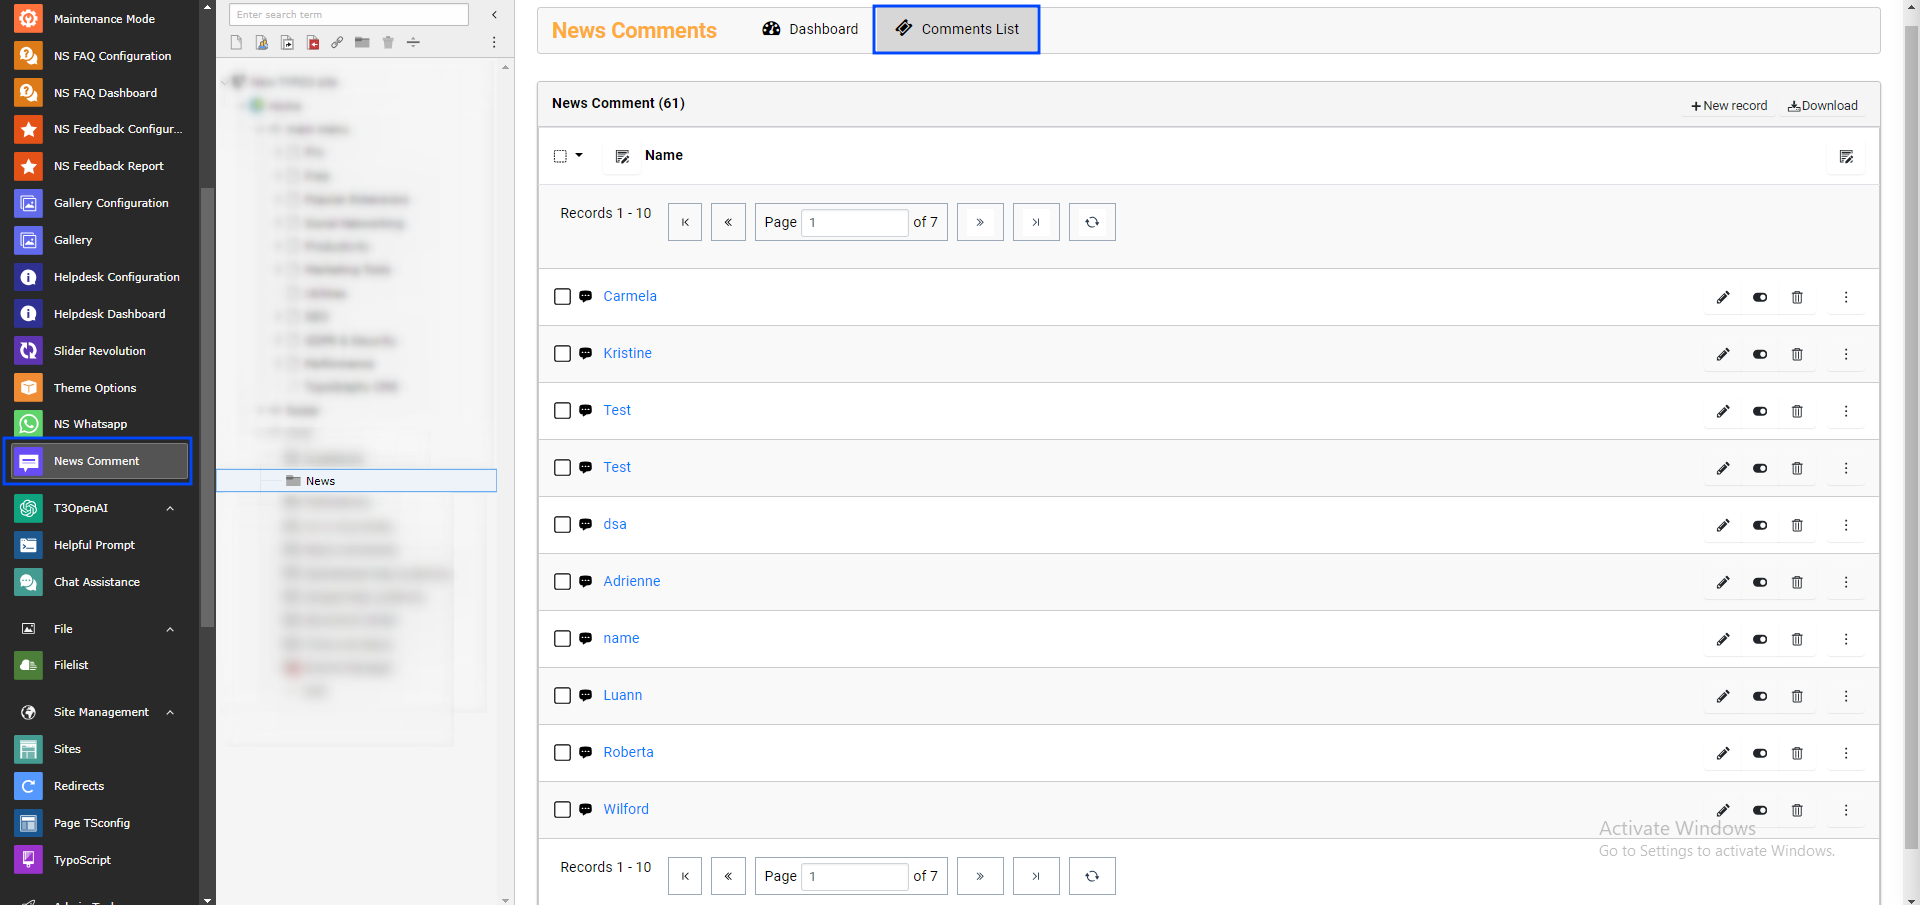 Maintenance Mode
NS FAQ Configuration
NS FAQ Dashboard
NS Feedback Configur...
NS Feedback Report
Gallery Configuration
Gallery
Helpdesk Configuration
Helpdesk Dashboard
Slider Revolution
Theme Options
NS Whatsapp
News Comment
T3OpenAI
Helpful Prompt
Chat Assistance
File
Filelist
Site Management
Sites
Redirects
Page TSconfig
TypoScript
Enter search term
News
News Comments
Dashboard
Comments List
News Comment (61)
+ New record
Download
Name
Records 1 - 10
Page 1 of 7
Carmela
Kristine
Test
Test
dsa
Adrienne
name
Luann
Roberta
Wilford
Records 1 - 10
Page 1 of 7
Activate Windows
Go to Settings to activate Windows.